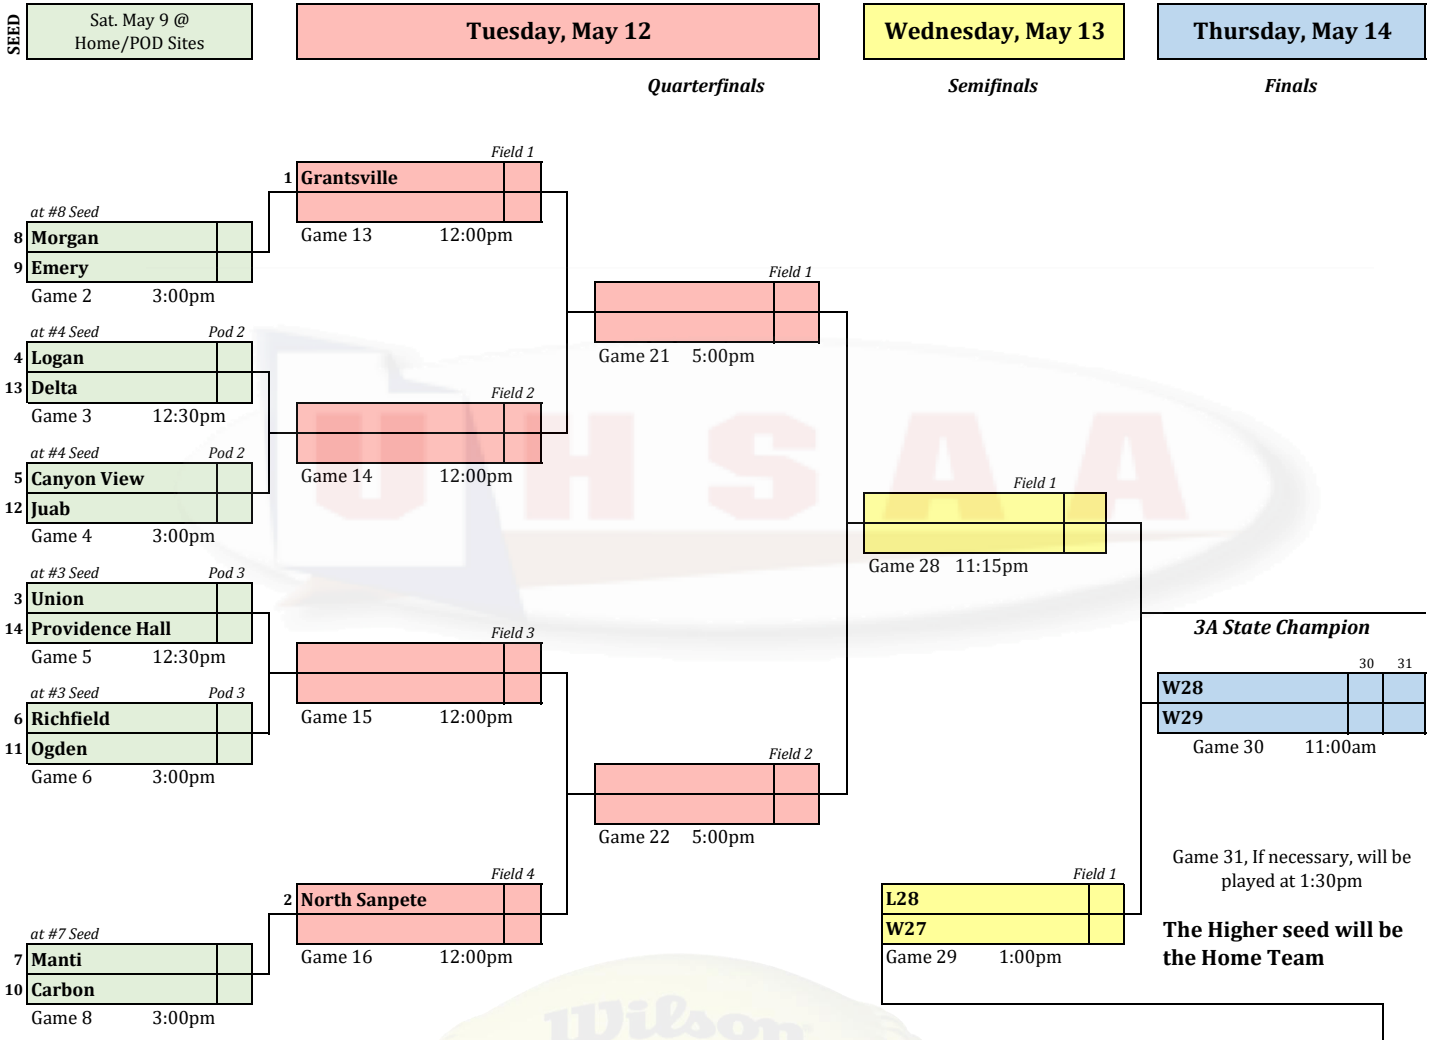 SEED
Sat. May 9 @
Home/POD Sites
Tuesday, May 12
Wednesday, May 13
Thursday, May 14
Quarterfinals
Semifinals
Finals
Field 1
1 Grantsville
Game 13 12:00pm
at #8 Seed
8 Morgan
9 Emery
Game 2 3:00pm
Field 1
Game 21 5:00pm
at #4 Seed Pod 2
4 Logan
13 Delta
Game 3 12:30pm
Field 2
Game 14 12:00pm
at #4 Seed Pod 2
5 Canyon View
12 Juab
Game 4 3:00pm
UHSAA
Field 1
Game 28 11:15pm
at #3 Seed Pod 3
3 Union
14 Providence Hall
Game 5 12:30pm
Field 3
Game 15 12:00pm
3A State Champion
30 31
W28
W29
Game 30 11:00am
at #3 Seed Pod 3
6 Richfield
11 Ogden
Game 6 3:00pm
Field 2
Game 22 5:00pm
Game 31, If necessary, will be
played at 1:30pm
Field 4
2 North Sanpete
Game 16 12:00pm
Field 1
L28
W27
Game 29 1:00pm
The Higher seed will be
the Home Team
at #7 Seed
7 Manti
10 Carbon
Game 8 3:00pm
Wilson